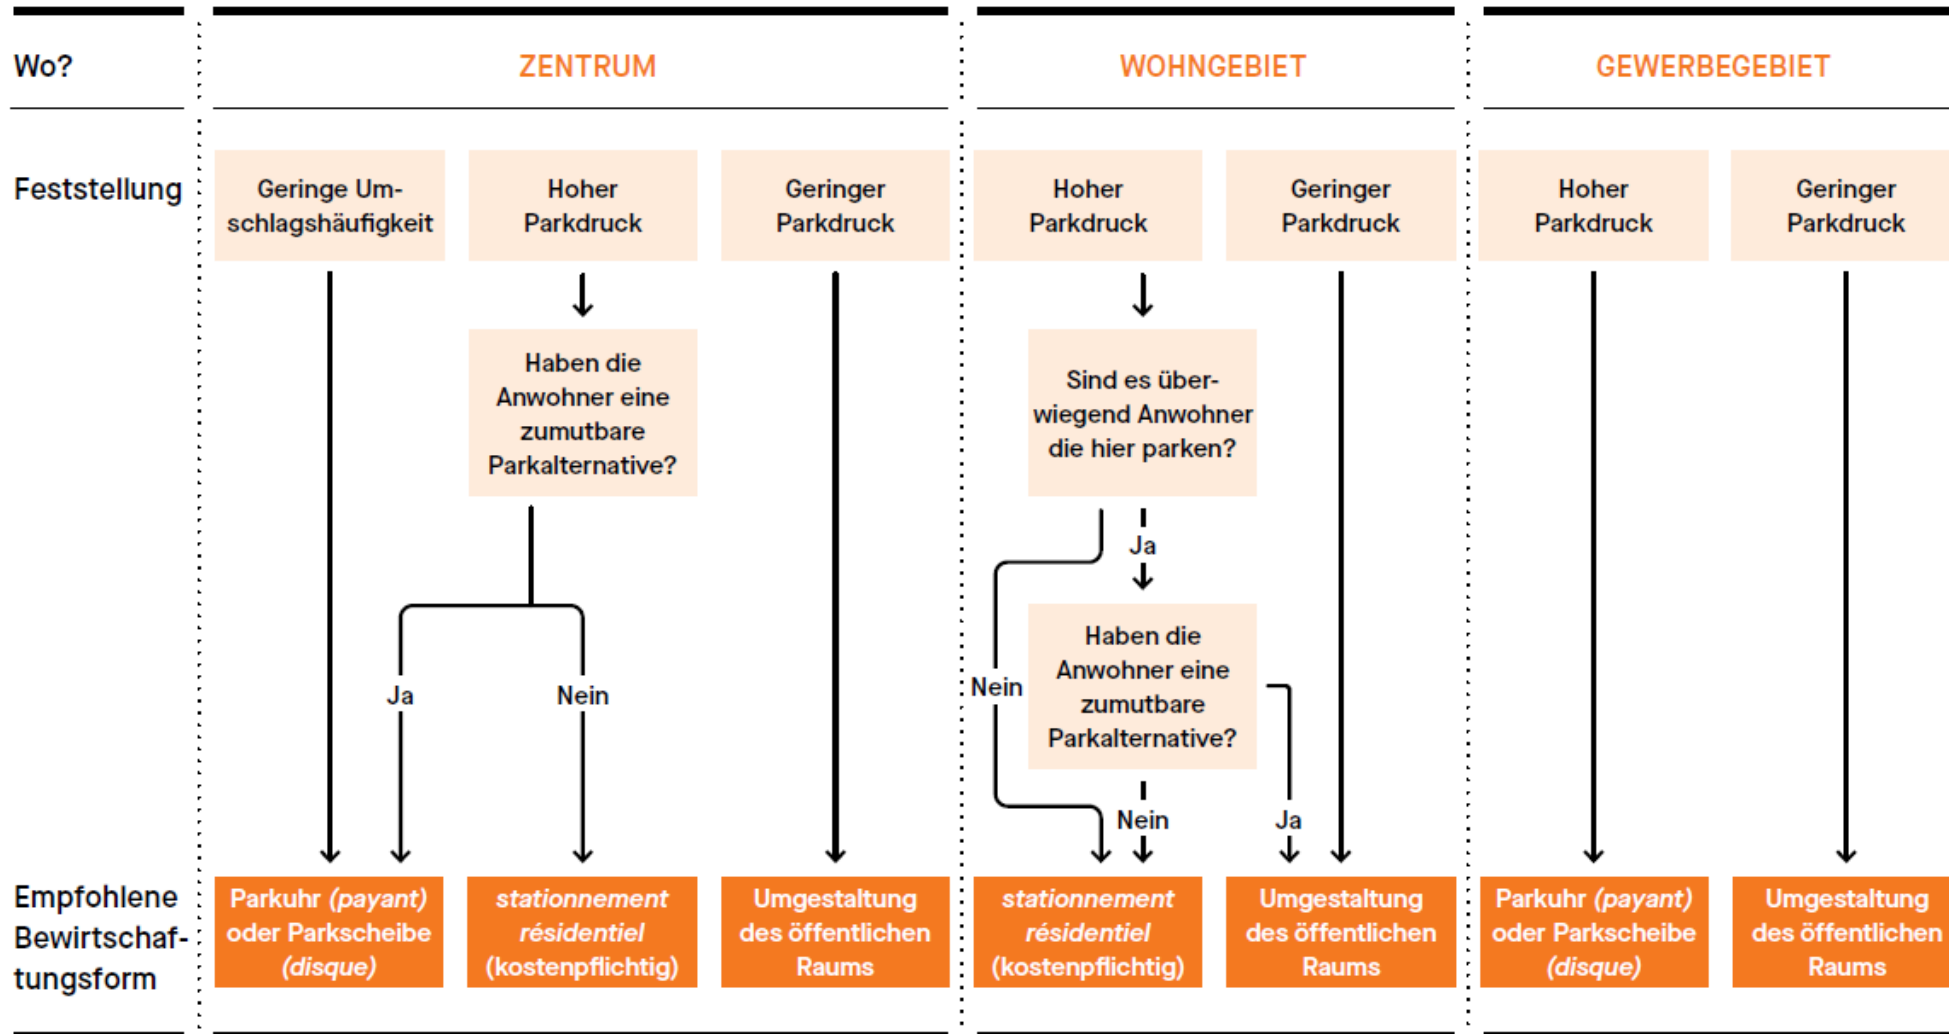 Wo?
ZENTRUM
WOHNGEBIET
GEWERBEGEBIET
Feststellung
Geringe Um-
schlagshäufigkeit
Hoher
Parkdruck
Geringer
Parkdruck
Hoher
Parkdruck
Geringer
Parkdruck
Hoher
Parkdruck
Geringer
Parkdruck
Haben die
Anwohner eine
zumutbare
Parkalternative?
Sind es über-
wiegend Anwohner
die hier parken?
Ja
Haben die
Anwohner eine
zumutbare
Parkalternative?
Ja
Nein
Nein
Nein
Ja
Empfohlene
Bewirtschaf-
tungsform
Parkuhr (payant)
oder Parkscheibe
(disque)
stationnement
résidentiel
(kostenpflichtig)
Umgestaltung
des öffentlichen
Raums
stationnement
résidentiel
(kostenpflichtig)
Umgestaltung
des öffentlichen
Raums
Parkuhr (payant)
oder Parkscheibe
(disque)
Umgestaltung
des öffentlichen
Raums